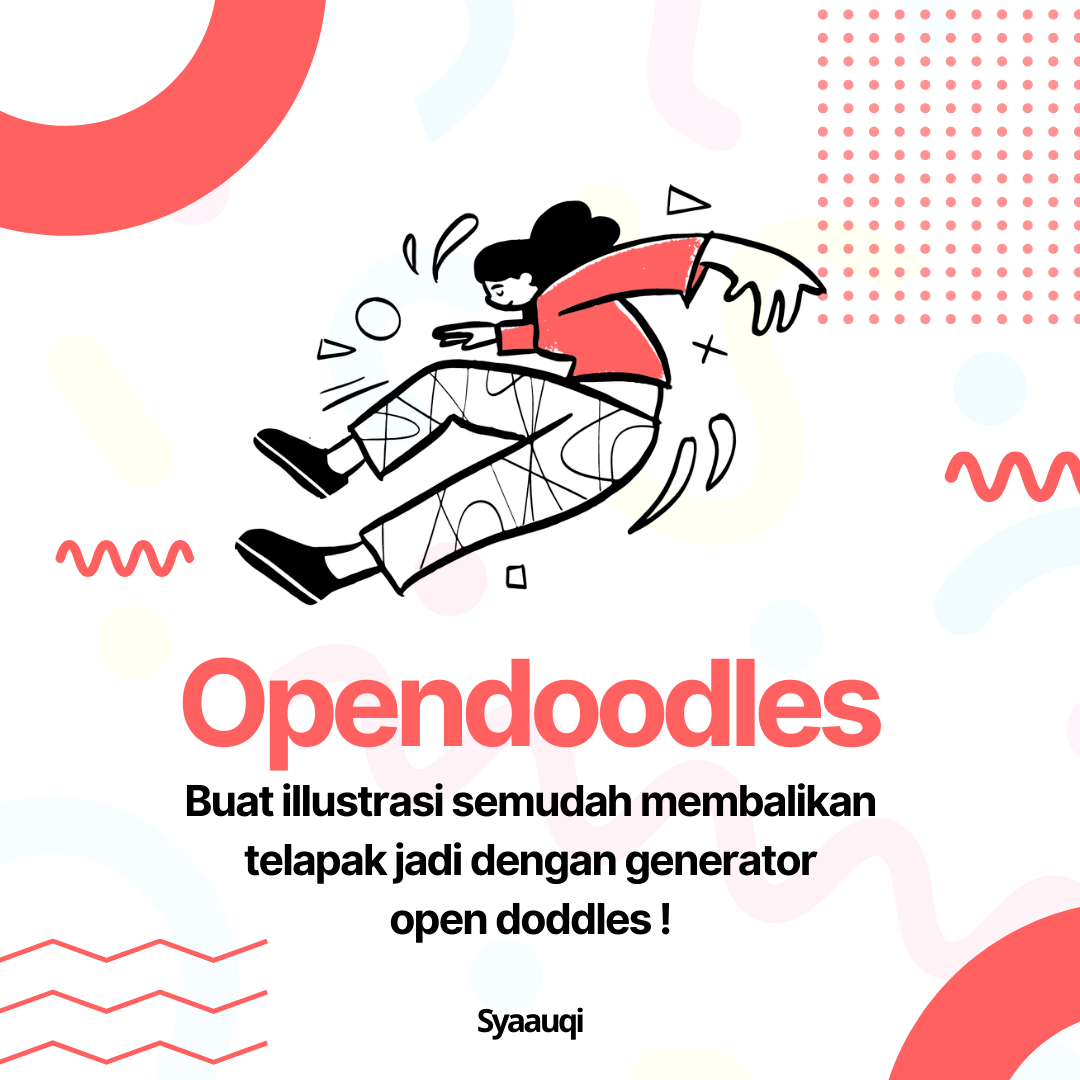 Opendoodles
Buat illustrasi semudah membalikan
telapak jadi dengan generator
open doddles !
Syaauqi